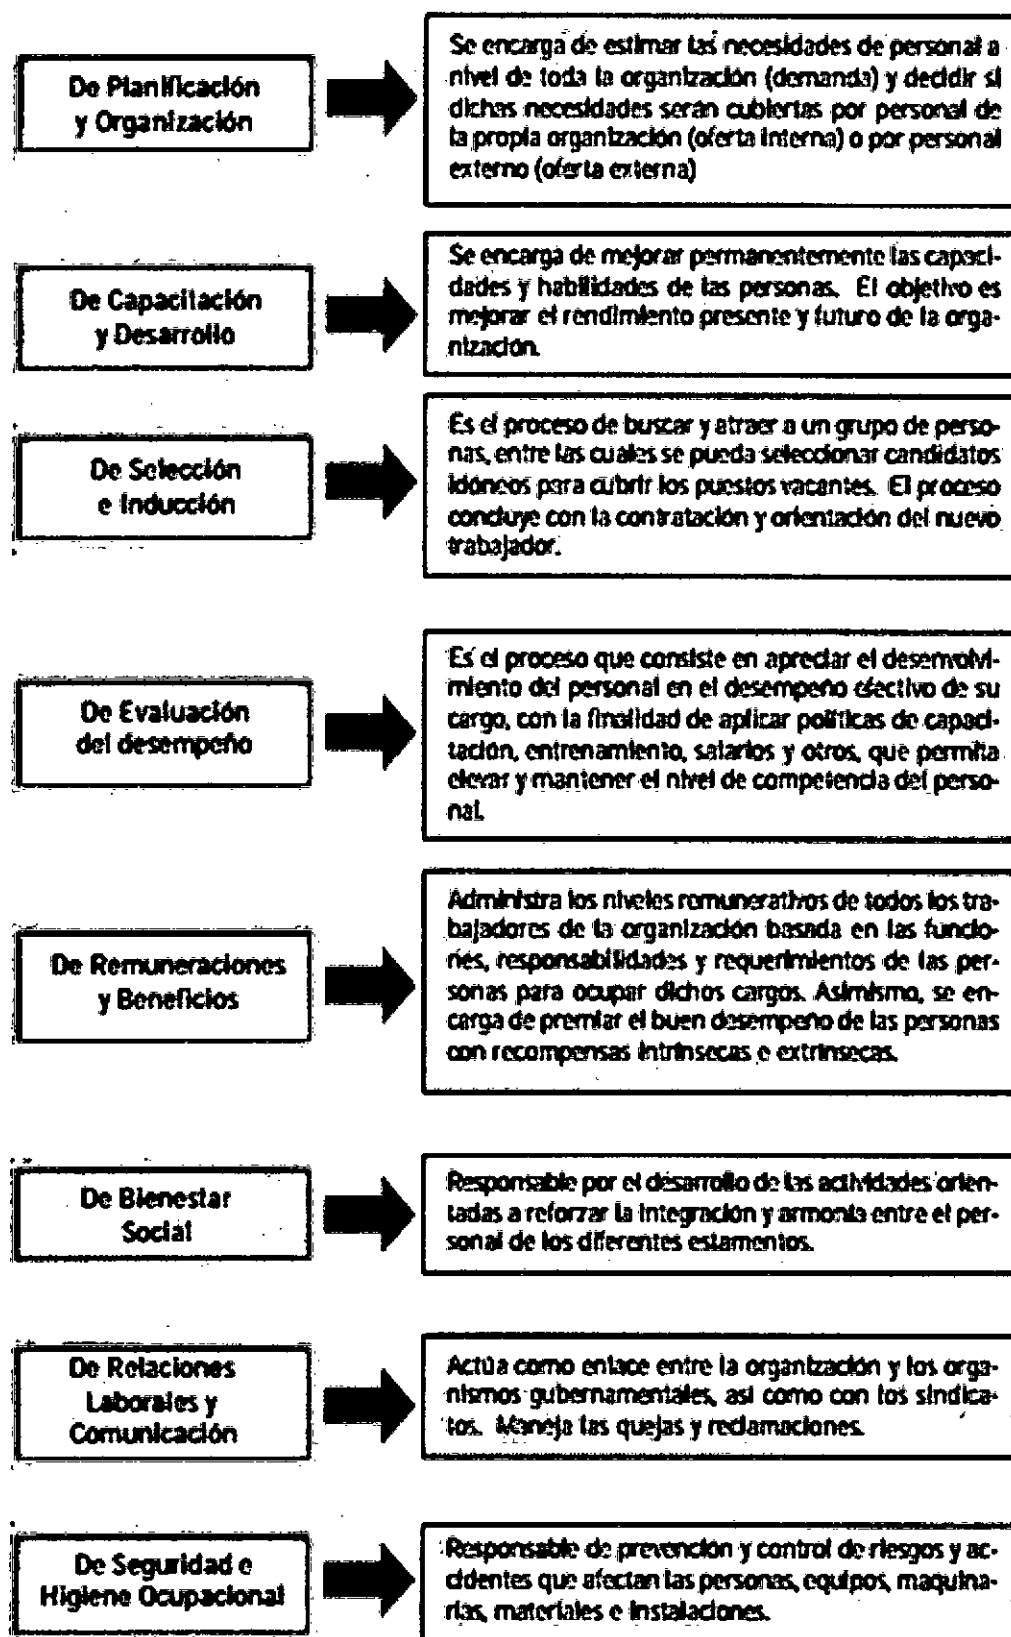 De Planificación
y Organización
Se encarga de estimar las necesidades de personal a
nivel de toda la organización (demanda) y decidir si
dichas necesidades serán cubiertas por personal de
la propia organización (oferta interna) o por personal
externo (oferta externa)
De Capacitación
y Desarrollo
Se encarga de mejorar permanentemente las capaci-
dades y habilidades de las personas. El objetivo es
mejorar el rendimiento presente y futuro de la orga-
nización.
De Selección
e Inducción
Es el proceso de buscar y atraer a un grupo de perso-
nas, entre las cuales se pueda seleccionar candidatos
idóneos para cubrir los puestos vacantes. El proceso
concluye con la contratación y orientación del nuevo
trabajador.
De Evaluación
del desempeño
Es el proceso que consiste en apreciar el desenvolvi-
miento del personal en el desempeño efectivo de su
cargo, con la finalidad de aplicar políticas de capaci-
tación, entrenamiento, salarios y otros, que permita
elevar y mantener el nivel de competencia del perso-
nal.
De Remuneraciones
y Beneficios
Administra los niveles remunerativos de todos los tra-
bajadores de la organización basada en las funcio-
nes, responsabilidades y requerimientos de las per-
sonas para ocupar dichos cargos. Asimismo, se en-
carga de premiar el buen desempeño de las personas
con recompensas intrínsecas e extrínsecas.
De Bienestar
Social
Responsable por el desarrollo de las actividades orien-
tadas a reforzar la integración y armonía entre el per-
sonal de los diferentes estamentos.
De Relaciones
Laborales y
Comunicación
Actúa como enlace entre la organización y los orga-
nismos gubernamentales, así como con los sindica-
tos. Maneja las quejas y reclamaciones.
De Seguridad e
Higiene Ocupacional
Responsable de prevención y control de riesgos y ac-
cidentes que afectan las personas, equipos, maquina-
rias, materiales e instalaciones.